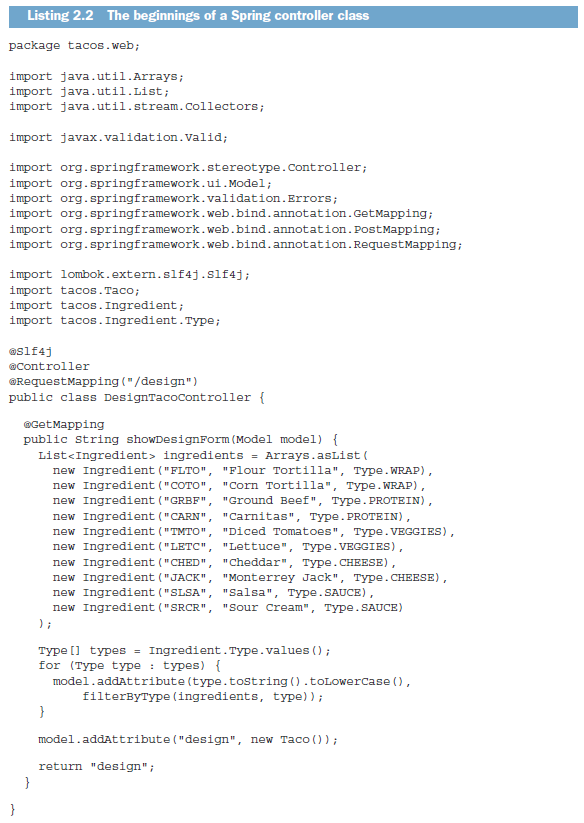 Listing 2.2 The beginnings of a Spring controller class
package tacos.web;
import java.util.Arrays;
import java.util.List;
import java.util.stream.Collectors;
import javax.validation.Valid;
import org.springframework.stereotype.Controller;
import org.springframework.ui.Model;
import org.springframework.validation.Errors;
import org.springframework.web.bind.annotation.GetMapping;
import org.springframework.web.bind.annotation.PostMapping;
import org.springframework.web.bind.annotation.RequestMapping;
import lombok.extern.slf4j.Slf4j;
import tacos.Taco;
import tacos.Ingredient;
import tacos.Ingredient.Type;
@Slf4j
@Controller
@RequestMapping("/design")
public class DesignTacoController {
@GetMapping
public String showDesignForm(Model model) {
List<Ingredient> ingredients = Arrays.asList(
new Ingredient("FLTO", "Flour Tortilla", Type.WRAP),
new Ingredient("COTO", "Corn Tortilla", Type.WRAP),
new Ingredient("GRBF", "Ground Beef", Type.PROTEIN),
new Ingredient("CARN", "Carnitas", Type.PROTEIN),
new Ingredient("TMTO", "Diced Tomatoes", Type.VEGGIES),
new Ingredient("LETC", "Lettuce", Type.VEGGIES),
new Ingredient("CHED", "Cheddar", Type.CHEESE),
new Ingredient("JACK", "Monterrey Jack", Type.CHEESE),
new Ingredient("SLSA", "Salsa", Type.SAUCE),
new Ingredient("SRCR", "Sour Cream", Type.SAUCE)
);
Type[] types = Ingredient.Type.values();
for (Type type : types) {
model.addAttribute(type.toString().toLowerCase(),
filterByType(ingredients, type));
}
model.addAttribute("design", new Taco());
return "design";
}
}